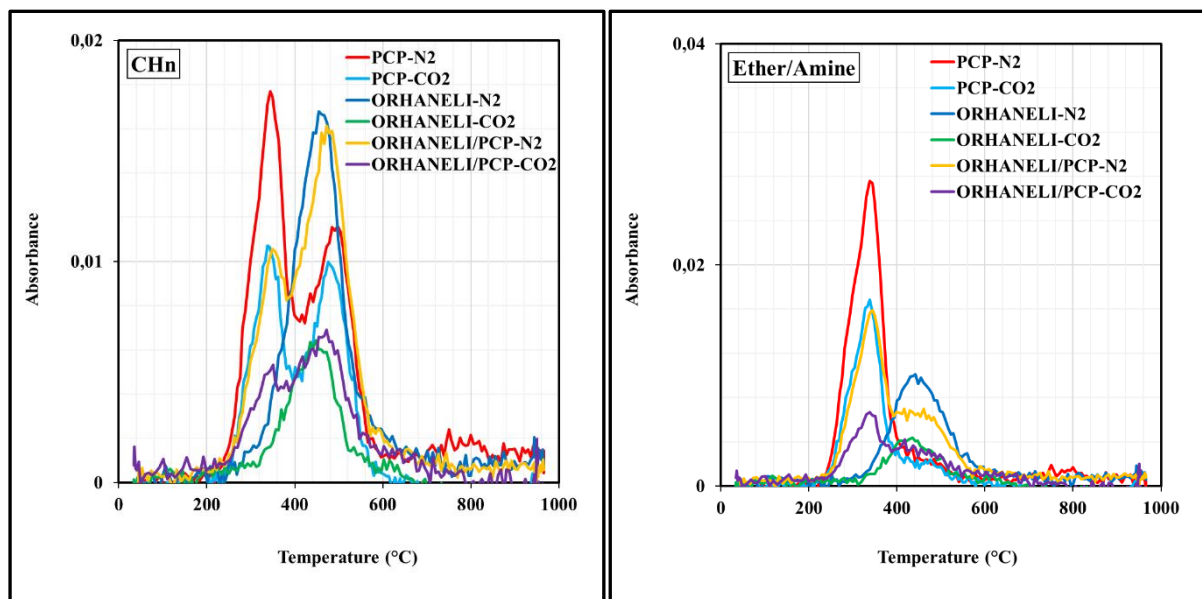 0,02
CHn
PCP-N2
PCP-CO2
ORHANELI-N2
ORHANELI-CO2
ORHANELI/PCP-N2
ORHANELI/PCP-CO2
0,01
Absorbance
0
0
200
400
600
800
1000
Temperature (°C)
0,04
Ether/Amine
PCP-N2
PCP-CO2
ORHANELI-N2
ORHANELI-CO2
ORHANELI/PCP-N2
ORHANELI/PCP-CO2
0,02
Absorbance
0
0
200
400
600
800
1000
Temperature (°C)